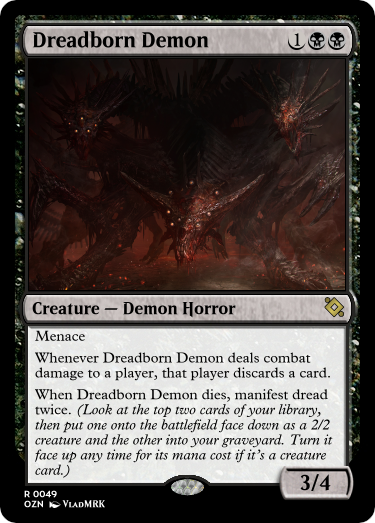 Dreadborn Demon 1
Creature — Demon Horror
Menace
Whenever Dreadborn Demon deals combat
damage to a player, that player discards a card.
When Dreadborn Demon dies, manifest dread
twice. (Look at the top two cards of your library,
then put one onto the battlefield face down as a 2/2
creature and the other into your graveyard. Turn it
face up any time for its mana cost if it's a creature
card.)
3/4
R 0049
OZN VladMRK